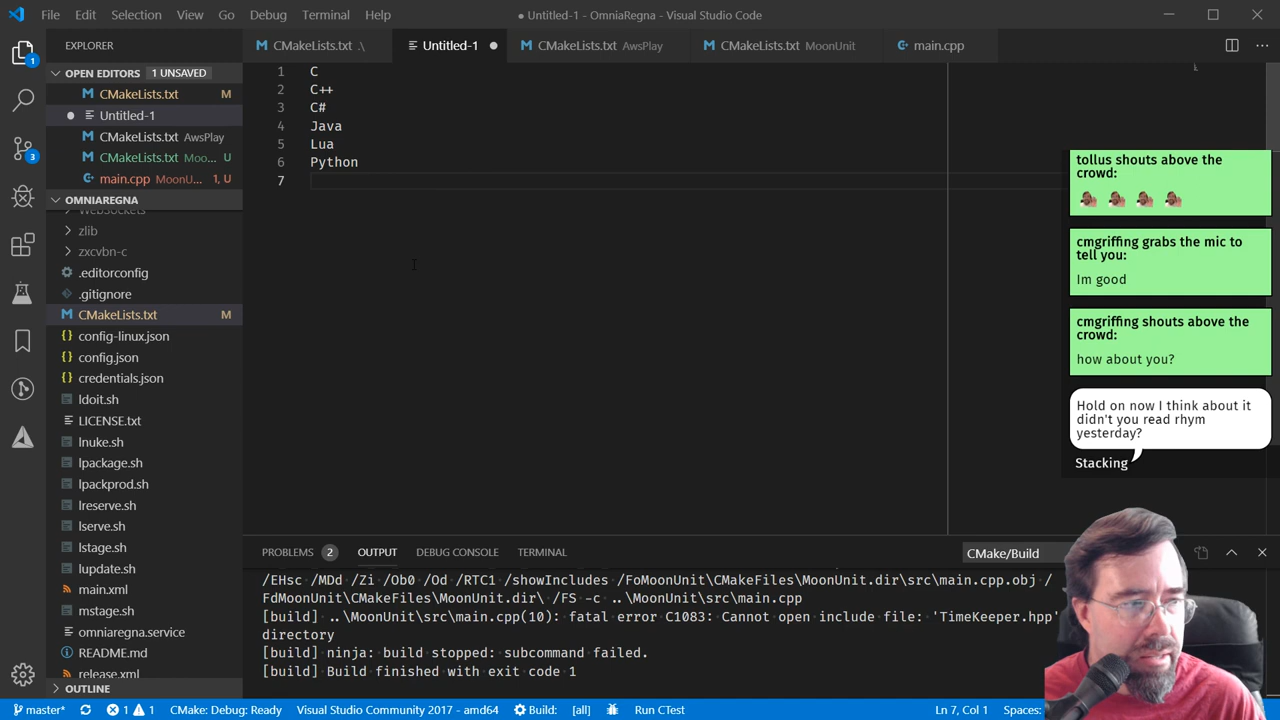 File Edit Selection View Go Debug Terminal Help
● Untitled-1 - OmniaRegna - Visual Studio Code
EXPLORER
OPEN EDITORS 1 UNSAVED
CMakeLists.txt M
Untitled-1
CMakeLists.txt AwsPlay
CMakeLists.txt Moo... U
main.cpp MoonU... 1, U
OMNIAREGNA
WebSockets
zlib
zxcvbn-c
.editorconfig
.gitignore
CMakeLists.txt M
config-linux.json
config.json
credentials.json
ldoit.sh
LICENSE.txt
lnuke.sh
lpackage.sh
lpackprod.sh
lreserve.sh
lserve.sh
lstage.sh
lupdate.sh
main.xml
mstage.sh
omniaregna.service
README.md
release.xml
OUTLINE
1
3
CMakeLists.txt .\ Untitled-1 CMakeLists.txt AwsPlay CMakeLists.txt MoonUnit main.cpp
1 C
2 C++
3 C#
4 Java
5 Lua
6 Python
7
tollus shouts above the
crowd:
cmgriffing grabs the mic to
tell you:
Im good
cmgriffing shouts above the
crowd:
how about you?
Hold on now I think about it
didn't you read rhym
yesterday?
Stacking
PROBLEMS 2 OUTPUT DEBUG CONSOLE TERMINAL CMake/Build
/EHsc /MDd /Zi /Ob0 /Od /RTC1 /showIncludes /FoMoonUnit\CMakeFiles\MoonUnit.dir\src\main.cpp.obj /
FdMoonUnit\CMakeFiles\MoonUnit.dir\ /FS -c ..\MoonUnit\src\main.cpp
[build] ..\MoonUnit\src\main.cpp(10): fatal error C1083: Cannot open include file: 'TimeKeeper.hpp'
directory
[build] ninja: build stopped: subcommand failed.
[build] Build finished with exit code 1
master* 1 1 CMake: Debug: Ready Visual Studio Community 2017 - amd64 Build: [all] Run CTest Ln 7, Col 1 Spaces: